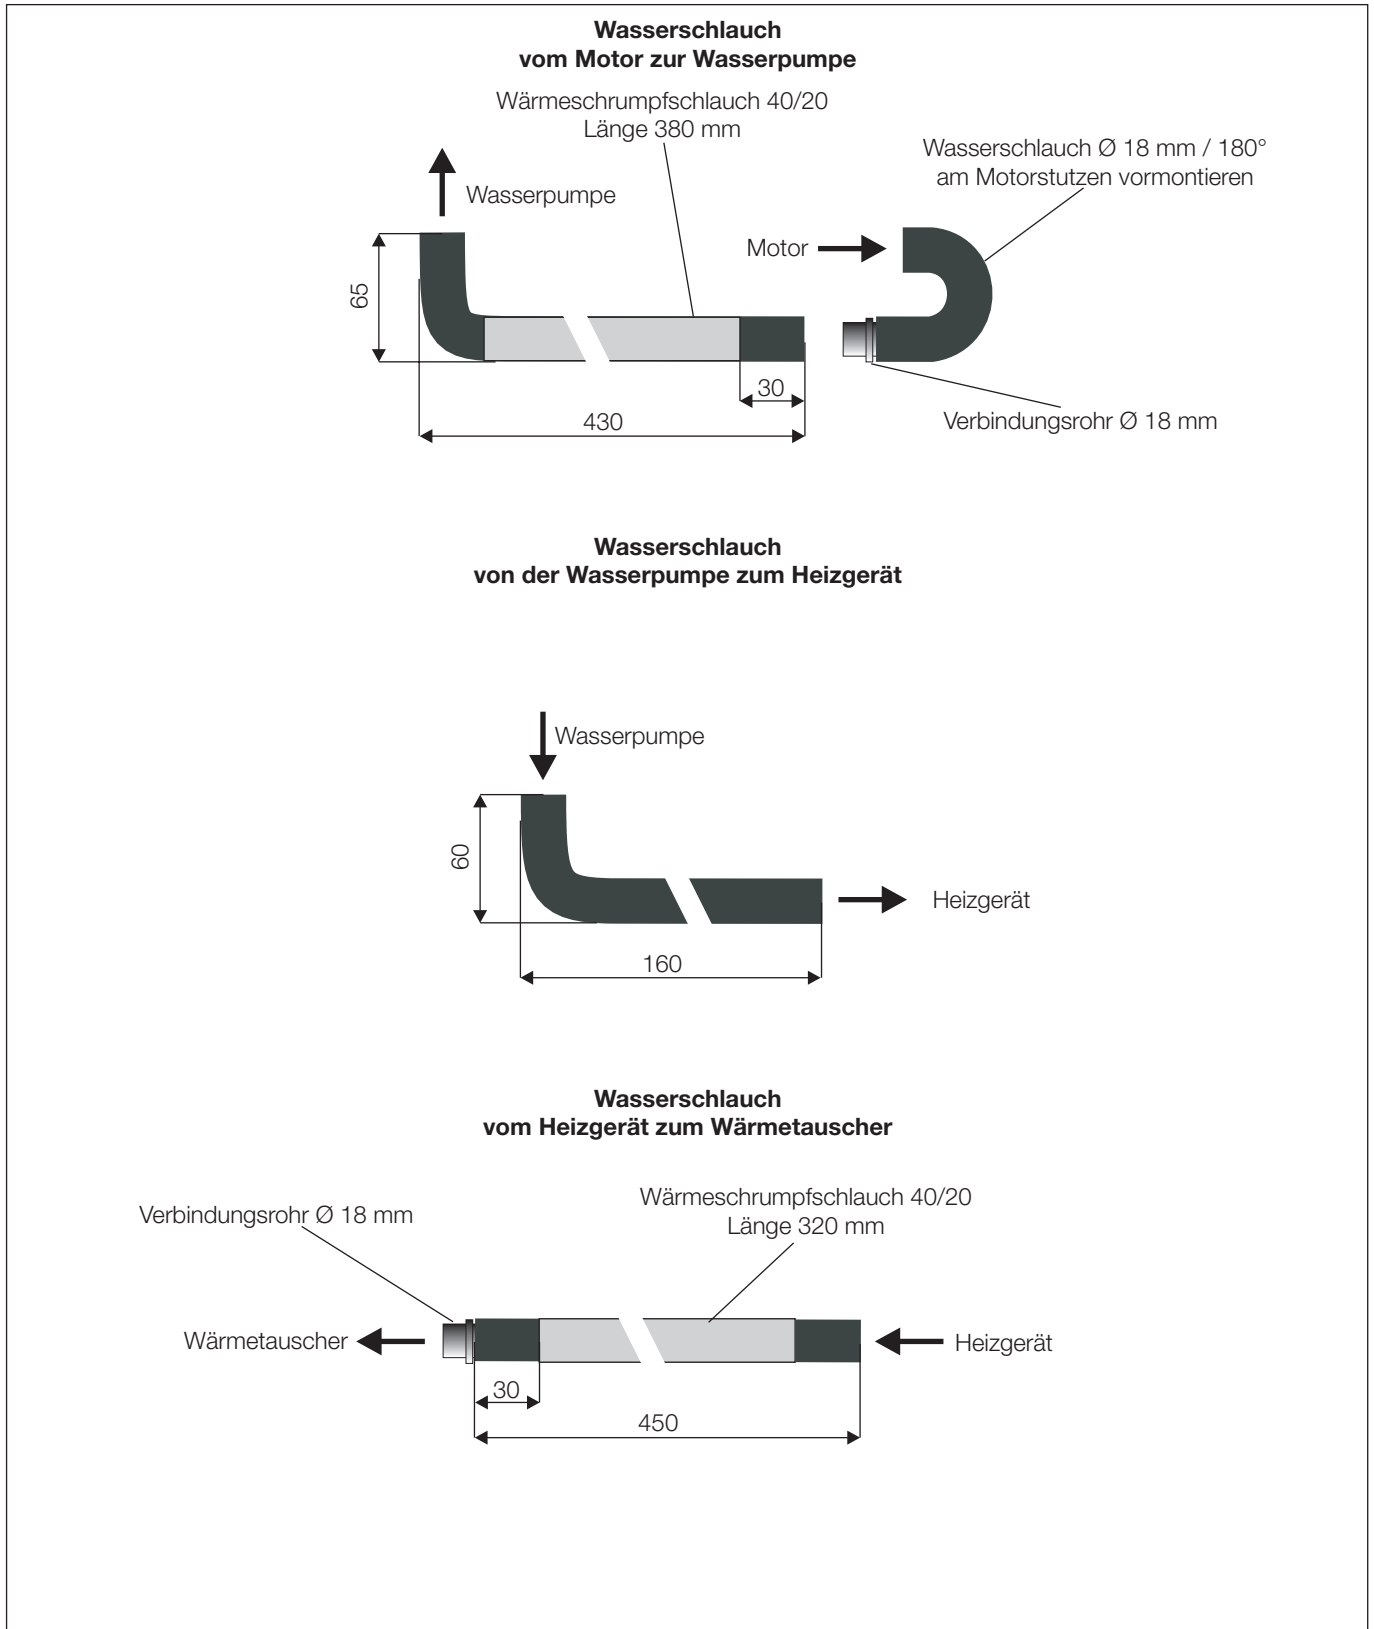 Wasserschlauch
vom Motor zur Wasserpumpe
Wärmeschrumpfschlauch 40/20
Länge 380 mm
Wasserschlauch Ø 18 mm / 180°
am Motorstutzen vormontieren
Wasserpumpe
Motor
65
30
430
Verbindungsrohr Ø 18 mm
Wasserschlauch
von der Wasserpumpe zum Heizgerät
Wasserpumpe
60
Heizgerät
160
Wasserschlauch
vom Heizgerät zum Wärmetauscher
Verbindungsrohr Ø 18 mm
Wärmeschrumpfschlauch 40/20
Länge 320 mm
Wärmetauscher
Heizgerät
30
450